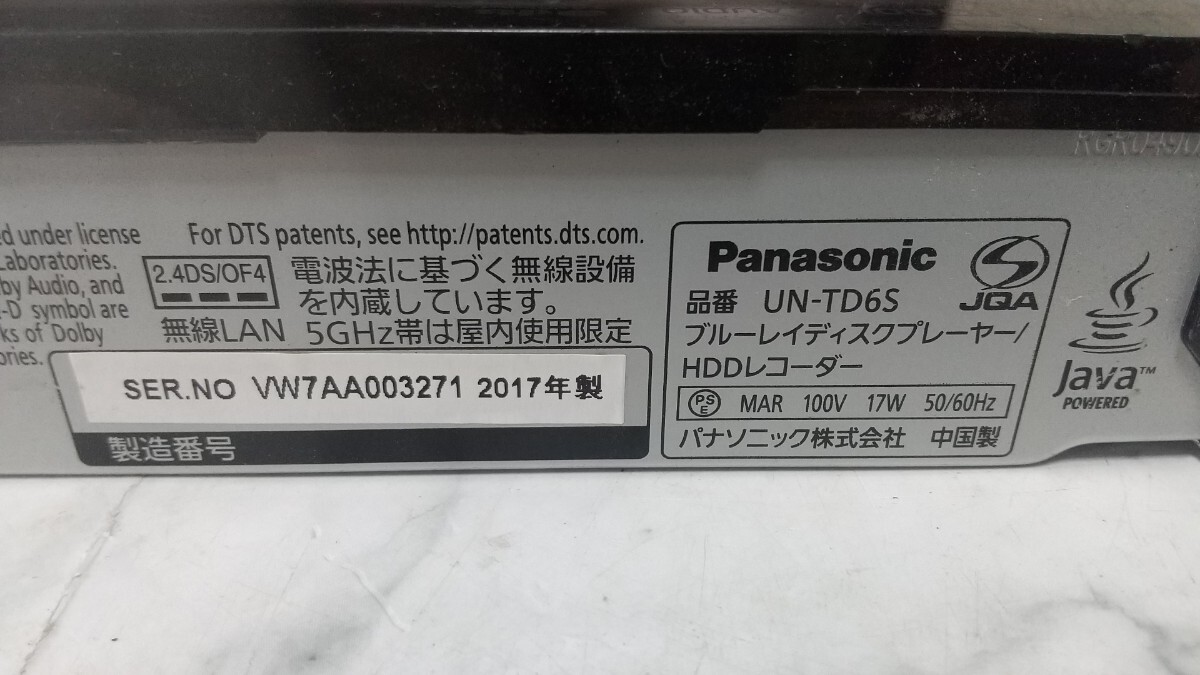 ed under license
Laboratories.
by Audio, and
-D symbol are
ks of Dolby
ories.
For DTS patents, see http://patents.dts.com.
2.4DS/OF4
無線LAN
電波法に基づく無線設備
を内蔵しています。
5GHz帯は屋内使用限定
SER.NO VW7AA003271 2017年製
製造番号
Panasonic
JQA
品番 UN-TD6S
ブルーレイディスクプレーヤー/
HDDレコーダー
PSE MAR 100V 17W 50/60Hz
パナソニック株式会社 中国製
Java™
POWERED